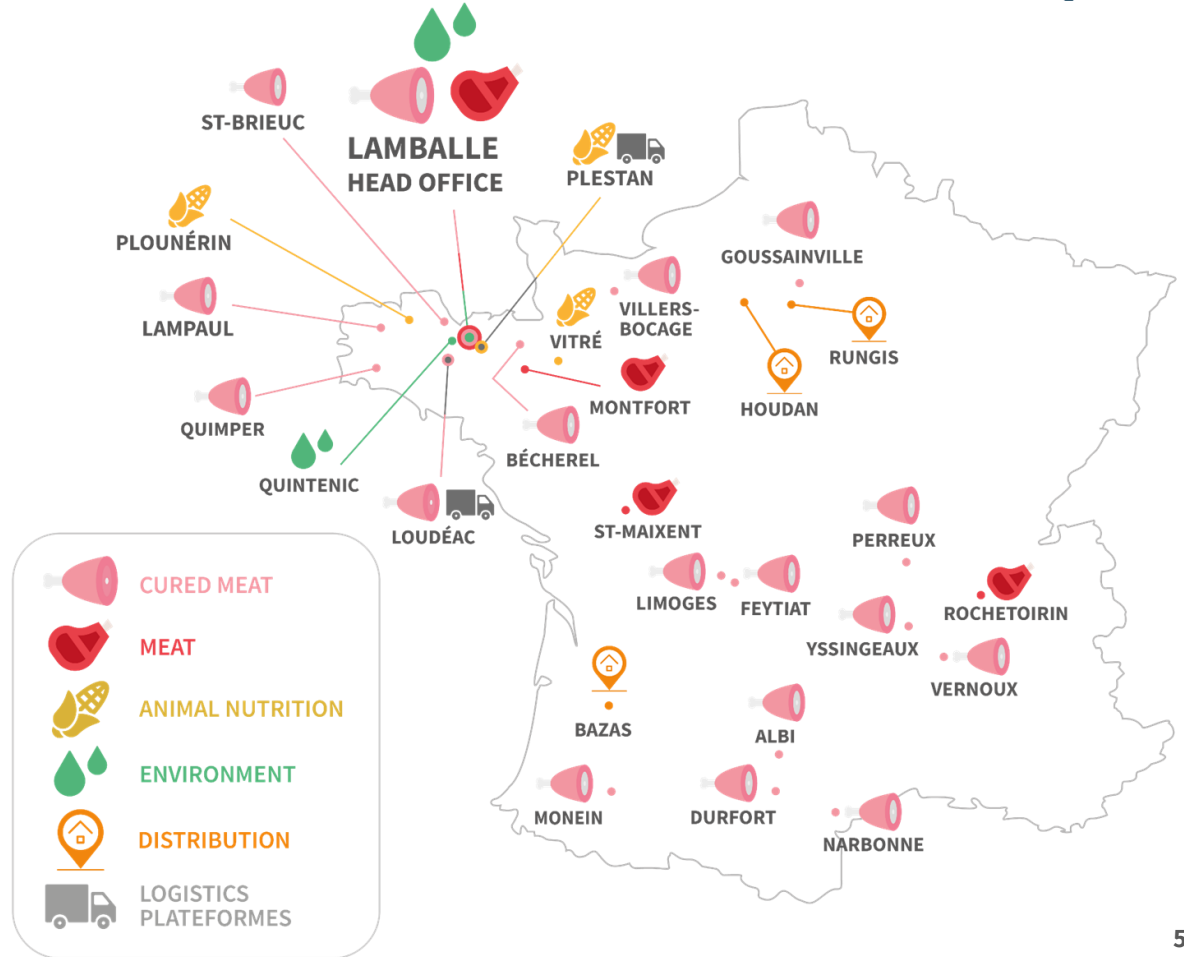 ST-BRIEUC
LAMBALLE
HEAD OFFICE
PLESTAN
PLOUNÉRIN
GOUSSAINVILLE
LAMPAUL
VILLERS-
BOCAGE
VITRÉ
RUNGIS
MONTFORT
HOUDAN
QUIMPER
BÉCHEREL
QUINTENIC
LOUDÉAC
ST-MAIXENT
PERREUX
LIMOGES
FEYTIAT
ROCHETOIRIN
YSSINGEAUX
VERNOUX
BAZAS
ALBI
MONEIN
DURFORT
NARBONNE
CURED MEAT
MEAT
ANIMAL NUTRITION
ENVIRONMENT
DISTRIBUTION
LOGISTICS
PLATEFORMES
5